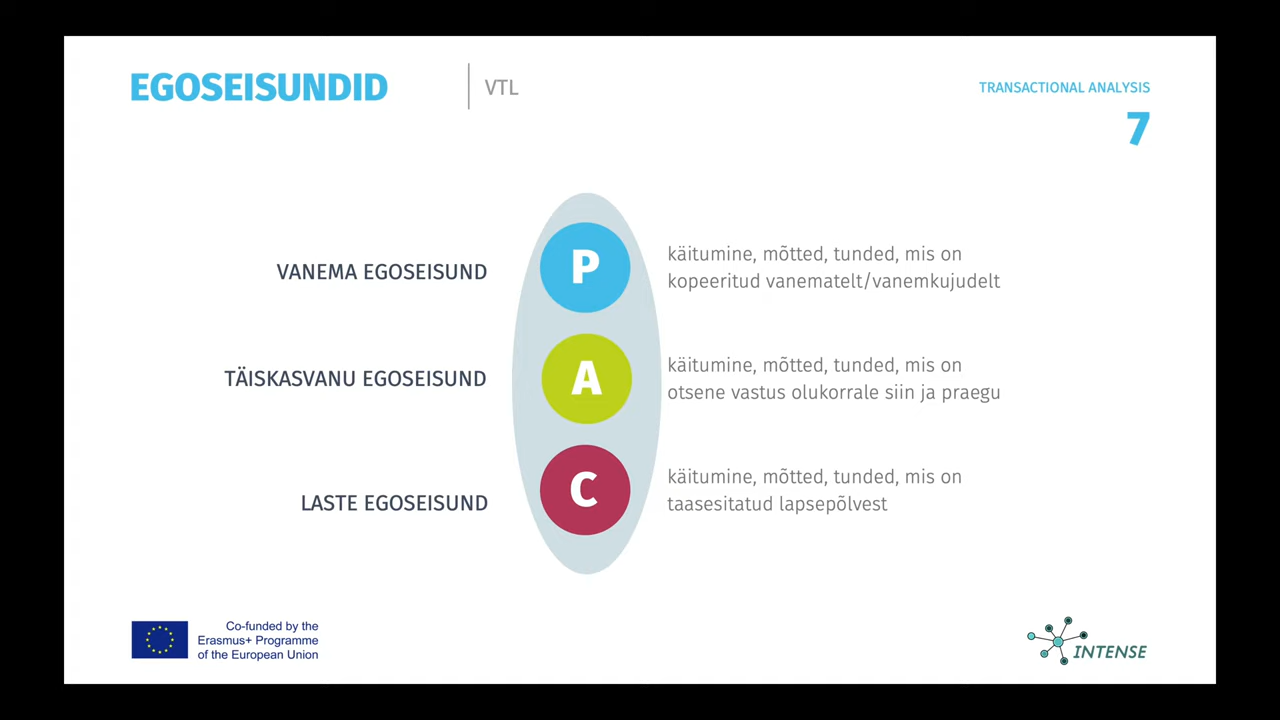 EGOSEISUNDID
VTL
TRANSACTIONAL ANALYSIS
7
VANEMA EGOSEISUND
P
käitumine, mõtted, tunded, mis on
kopeeritud vanematelt/vanemkujudelt
TÄISKASVANU EGOSEISUND
A
käitumine, mõtted, tunded, mis on
otsene vastus olukorrale siin ja praegu
LASTE EGOSEISUND
C
käitumine, mõtted, tunded, mis on
taasesitatud lapsepõlvest
Co-funded by the
Erasmus+ Programme
of the European Union
INTENSE